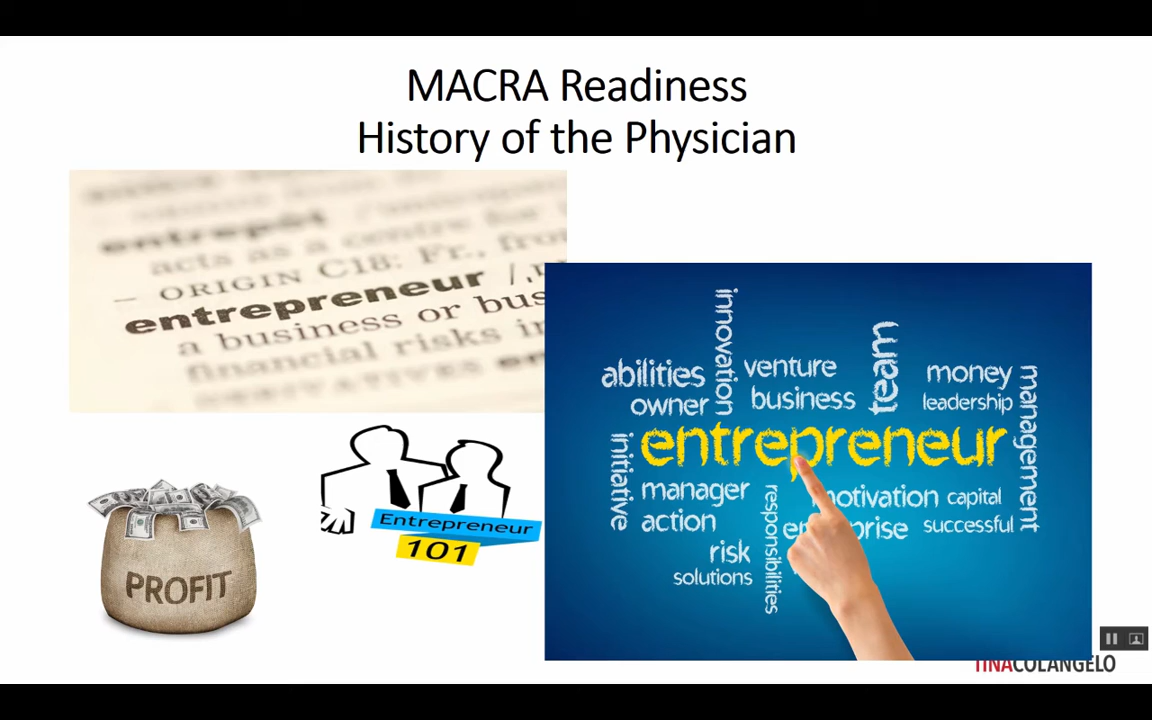 MACRA Readiness
History of the Physician
entrepôt
acts as a centre for
– ORIGIN C18: Fr., from
entrepreneur
a business or bus
financial risks in
PROFIT
Entrepreneur
101
innovation
abilities
venture
team
money
management
owner
business
leadership
entrepreneur
initiative
manager
responsibilities
motivation
capital
action
enterprise
successful
risk
solutions
TINACOLANGELO